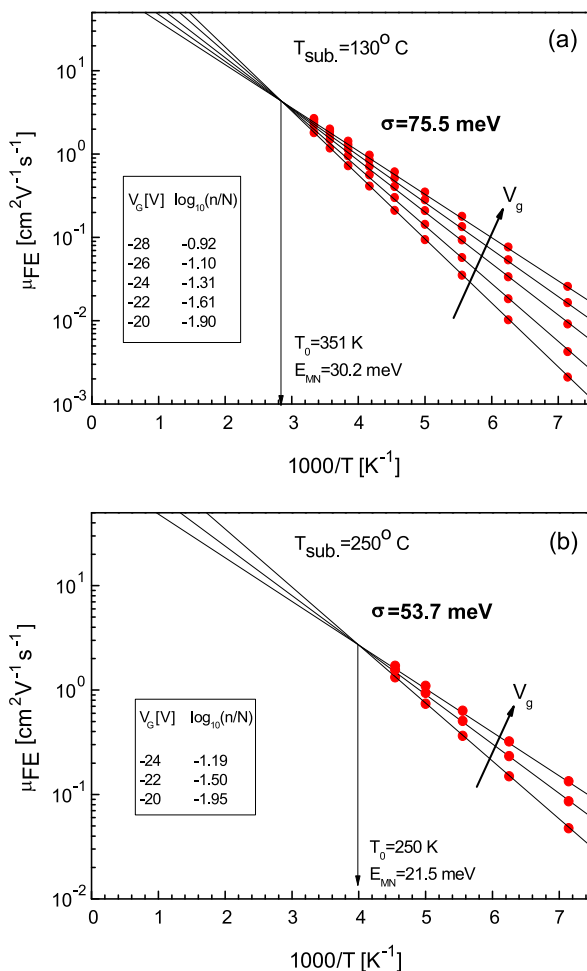 (a)
T_sub.=130° C
σ=75.5 meV
V_g
V_G[V] log₁₀(n/N)
-28 -0.92
-26 -1.10
-24 -1.31
-22 -1.61
-20 -1.90
T₀=351 K
E_MN=30.2 meV
μ_FE [cm²V⁻¹s⁻¹]
10¹
10⁰
10⁻¹
10⁻²
10⁻³
0 1 2 3 4 5 6 7
1000/T [K⁻¹]
(b)
T_sub.=250° C
σ=53.7 meV
V_g
V_G[V] log₁₀(n/N)
-24 -1.19
-22 -1.50
-20 -1.95
T₀=250 K
E_MN=21.5 meV
μ_FE [cm²V⁻¹s⁻¹]
10¹
10⁰
10⁻¹
10⁻²
0 1 2 3 4 5 6 7
1000/T [K⁻¹]